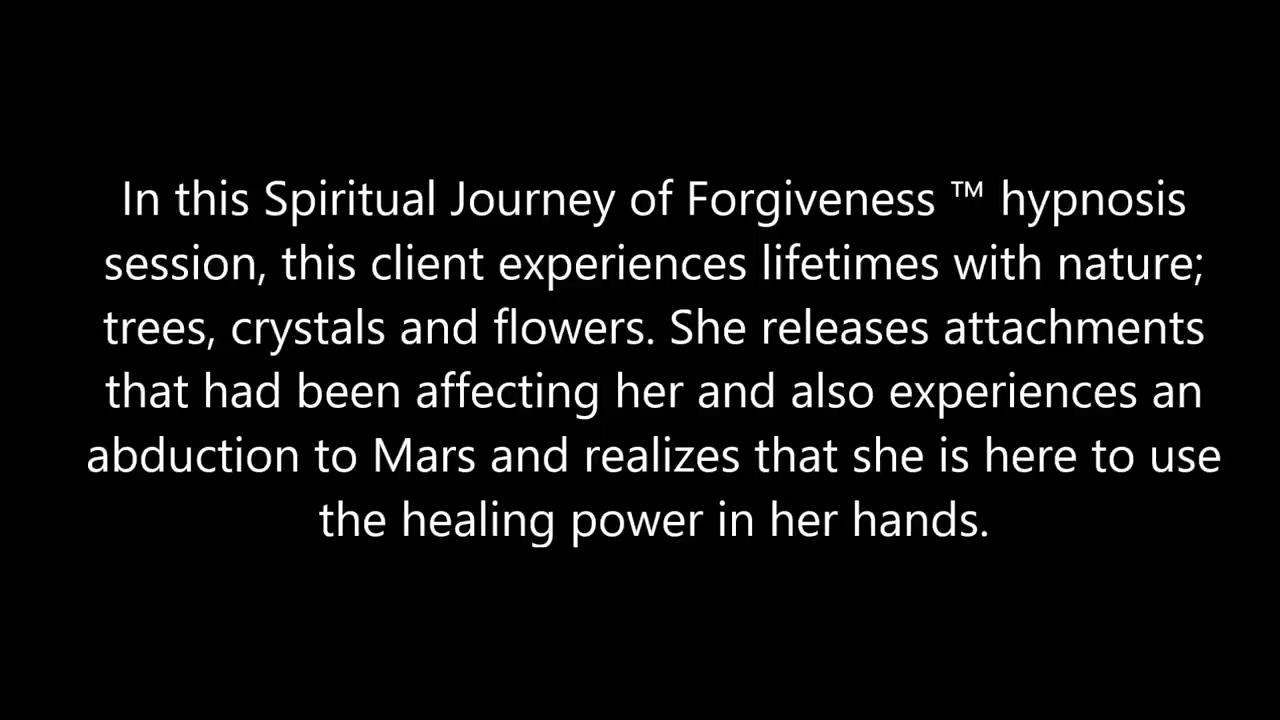 In this Spiritual Journey of Forgiveness ™ hypnosis
session, this client experiences lifetimes with nature;
trees, crystals and flowers. She releases attachments
that had been affecting her and also experiences an
abduction to Mars and realizes that she is here to use
the healing power in her hands.